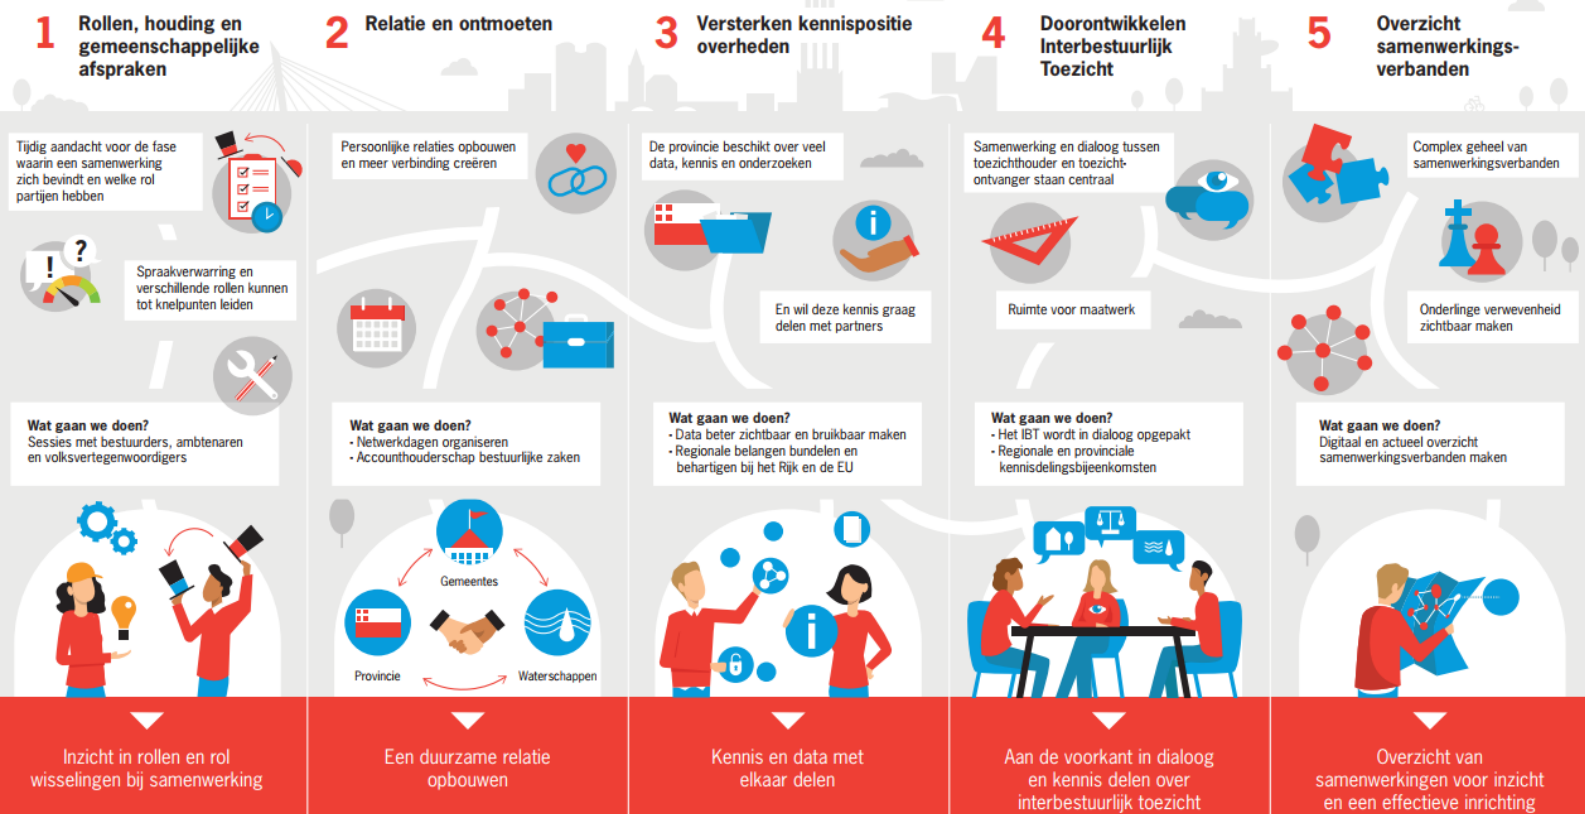 1
Rollen, houding en
gemeenschappelijke
afspraken
Tijdig aandacht voor de fase
waarin een samenwerking
zich bevindt en welke rol
partijen hebben
!
?
Spraakverwarring en
verschillende rollen kunnen
tot knelpunten leiden
Wat gaan we doen?
Sessies met bestuurders, ambtenaren
en volksvertegenwoordigers
Inzicht in rollen en rol
wisselingen bij samenwerking
2
Relatie en ontmoeten
Persoonlijke relaties opbouwen
en meer verbinding creëren
Wat gaan we doen?
- Netwerkdagen organiseren
- Accounthouderschap bestuurlijke zaken
Gemeentes
Provincie
Waterschappen
Een duurzame relatie
opbouwen
3
Versterken kennispositie
overheden
De provincie beschikt over veel
data, kennis en onderzoeken
i
En wil deze kennis graag
delen met partners
Wat gaan we doen?
- Data beter zichtbaar en bruikbaar maken
- Regionale belangen bundelen en
behartigen bij het Rijk en de EU
i
Kennis en data met
elkaar delen
4
Doorontwikkelen
Interbestuurlijk
Toezicht
Samenwerking en dialoog tussen
toezichthouder en toezicht-
ontvanger staan centraal
Ruimte voor maatwerk
Wat gaan we doen?
- Het IBT wordt in dialoog opgepakt
- Regionale en provinciale
kennisdelingsbijeenkomsten
Aan de voorkant in dialoog
en kennis delen over
interbestuurlijk toezicht
5
Overzicht
samenwerkings-
verbanden
Complex geheel van
samenwerkingsverbanden
Onderlinge verwevenheid
zichtbaar maken
Wat gaan we doen?
Digitaal en actueel overzicht
samenwerkingsverbanden maken
Overzicht van
samenwerkingen voor inzicht
en een effectieve inrichting